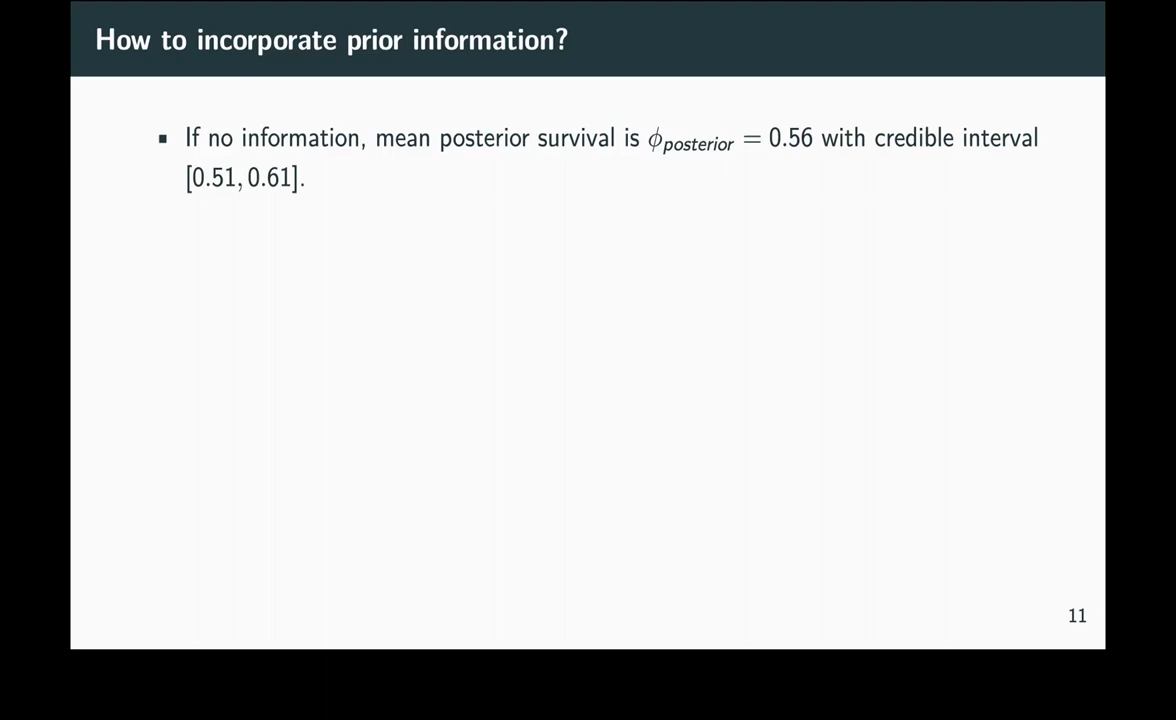 How to incorporate prior information?
▪ If no information, mean posterior survival is ϕposterior = 0.56 with credible interval
[0.51, 0.61].
11